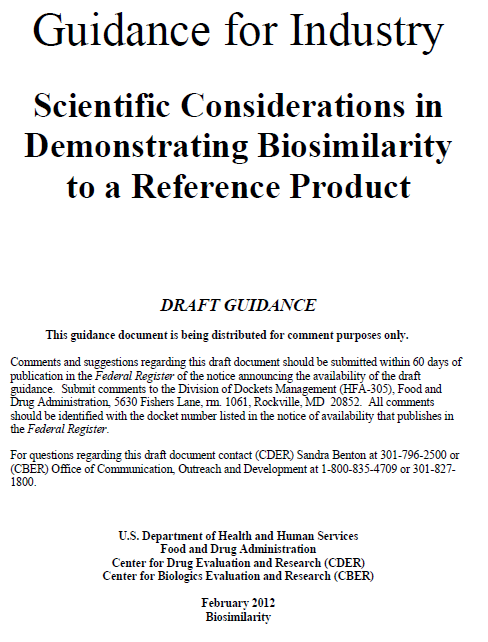 Guidance for Industry
Scientific Considerations in
Demonstrating Biosimilarity
to a Reference Product
DRAFT GUIDANCE
This guidance document is being distributed for comment purposes only.
Comments and suggestions regarding this draft document should be submitted within 60 days of
publication in the Federal Register of the notice announcing the availability of the draft
guidance.  Submit comments to the Division of Dockets Management (HFA-305), Food and
Drug Administration, 5630 Fishers Lane, rm. 1061, Rockville, MD  20852.  All comments
should be identified with the docket number listed in the notice of availability that publishes in
the Federal Register.
For questions regarding this draft document contact (CDER) Sandra Benton at 301-796-2500 or
(CBER) Office of Communication, Outreach and Development at 1-800-835-4709 or 301-827-
1800.
U.S. Department of Health and Human Services
Food and Drug Administration
Center for Drug Evaluation and Research (CDER)
Center for Biologics Evaluation and Research (CBER)
February 2012
Biosimilarity